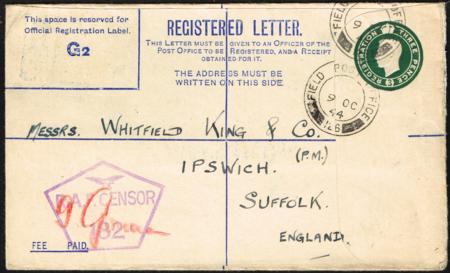 This space is reserved for
Official Registration Label.
G2
REGISTERED LETTER.
THIS LETTER MUST BE GIVEN TO AN OFFICER OF THE
POST OFFICE TO BE REGISTERED, AND A RECEIPT
OBTAINED FOR IT.
THE ADDRESS MUST BE
WRITTEN ON THIS SIDE.
REGISTRATION THREE PENCE
FIELD POST OFFICE
9 OC
44
MESSRS. WHITFIELD KING & CO.
(P.M.)
IPSWICH.
SUFFOLK.
ENGLAND.
R.A.F. CENSOR
FEE PAID